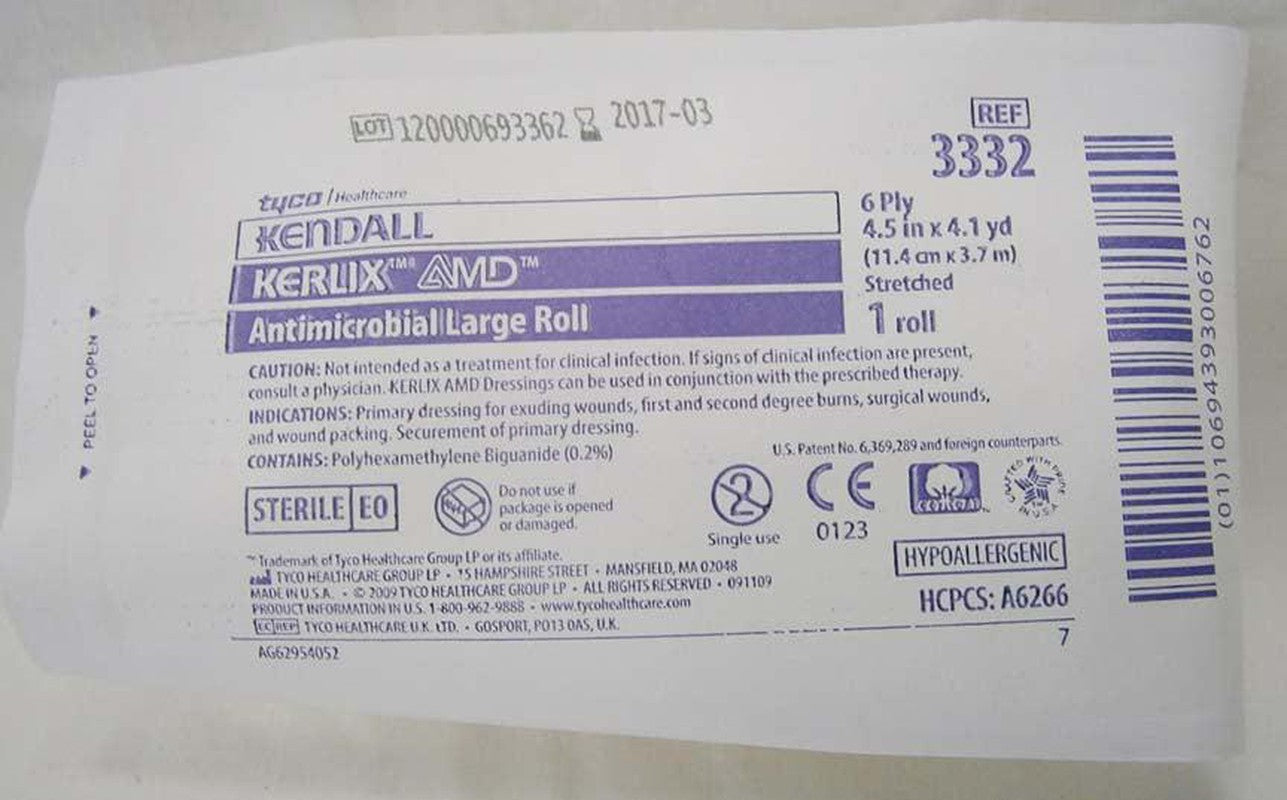 LOT 120000693362 2017-03
REF
3332
tyco / Healthcare
KENDALL
KERLIX™® AMD™
Antimicrobial Large Roll
6 Ply
4.5 in x 4.1 yd
(11.4 cm x 3.7 m)
Stretched
1 roll
CAUTION: Not intended as a treatment for clinical infection. If signs of clinical infection are present,
consult a physician. KERLIX AMD Dressings can be used in conjunction with the prescribed therapy.
INDICATIONS: Primary dressing for exuding wounds, first and second degree burns, surgical wounds,
and wound packing. Securement of primary dressing.
CONTAINS: Polyhexamethylene Biguanide (0.2%)
U.S. Patent No. 6,369,289 and foreign counterparts.
STERILE EO
Do not use if
package is opened
or damaged.
2
Single use
CE
0123
cotton™
CRAFTED WITH PRIDE IN U.S.A.
HYPOALLERGENIC
HCPCS: A6266
™ Trademark of Tyco Healthcare Group LP or its affiliate.
TYCO HEALTHCARE GROUP LP • 15 HAMPSHIRE STREET • MANSFIELD, MA 02048
MADE IN U.S.A. • © 2009 TYCO HEALTHCARE GROUP LP • ALL RIGHTS RESERVED • 091109
PRODUCT INFORMATION IN U.S. 1-800-962-9888 • www.tycohealthcare.com
EC REP TYCO HEALTHCARE U.K. LTD. • GOSPORT, PO13 0AS, U.K.
7
AG62954052
PEEL TO OPEN
(01)10694393006762